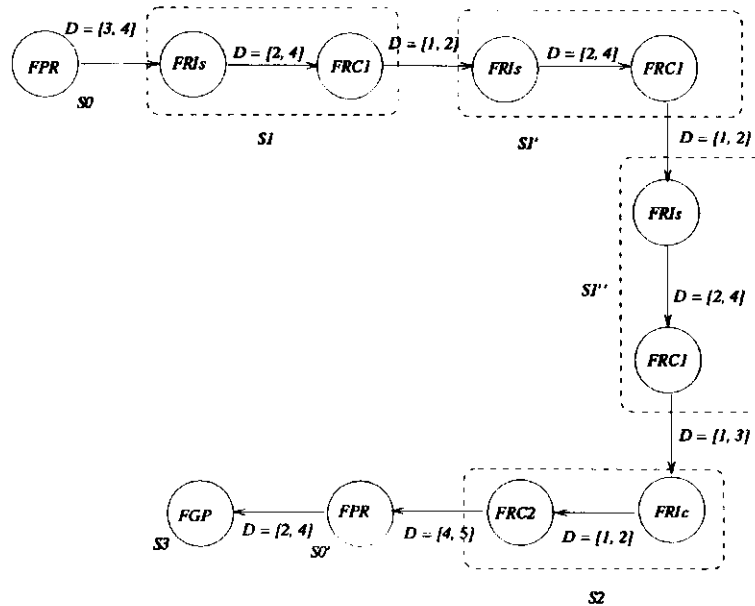 D = {3, 4}
FPR
S0
FRIs
D = {2, 4}
FRC1
S1
D = {1, 2}
FRIs
D = {2, 4}
FRC1
S1'
D = {1, 2}
FRIs
S1''
D = {2, 4}
FRC1
D = {1, 3}
FGP
S3
D = {2, 4}
FPR
S0'
D = {4, 5}
FRC2
D = {1, 2}
FRIc
S2